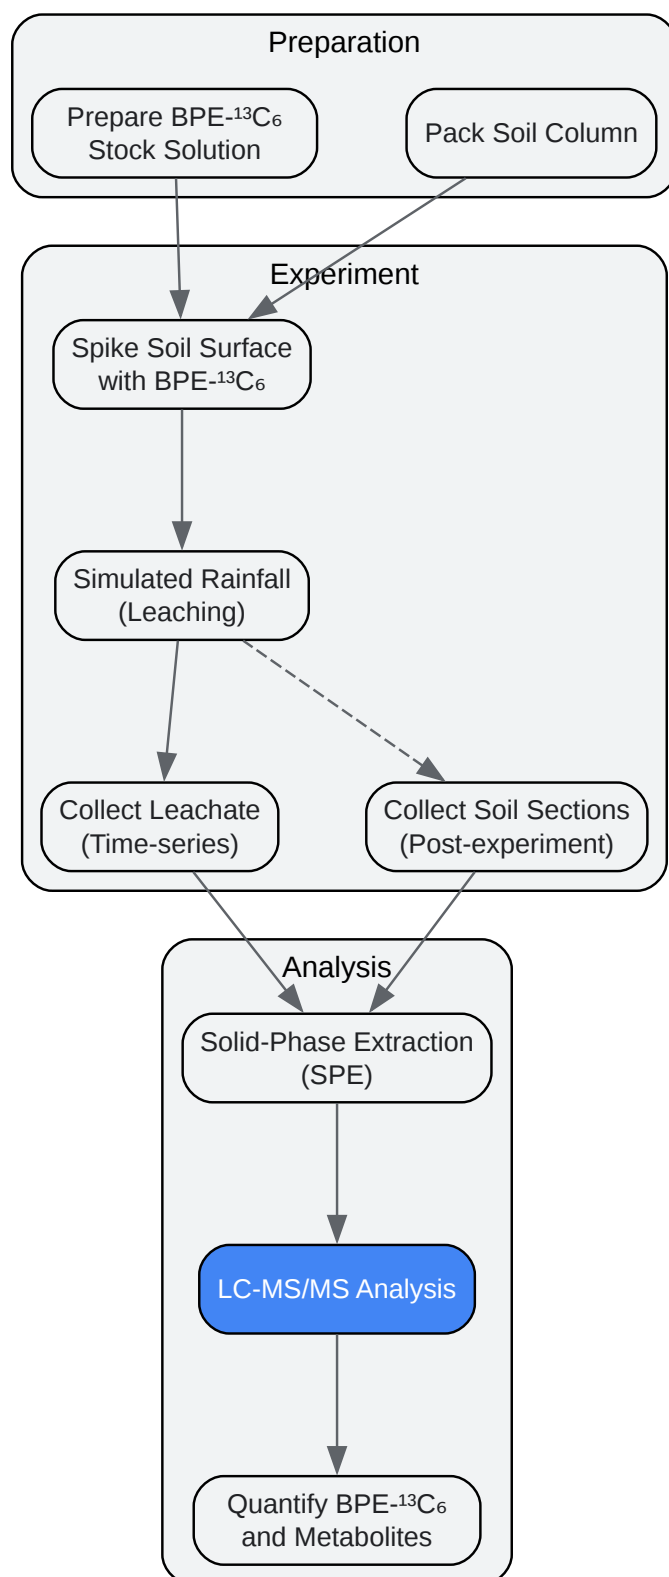 Preparation
Prepare BPE-¹³C₆
Stock Solution
Pack Soil Column
Experiment
Spike Soil Surface
with BPE-¹³C₆
Simulated Rainfall
(Leaching)
Collect Leachate
(Time-series)
Collect Soil Sections
(Post-experiment)
Analysis
Solid-Phase Extraction
(SPE)
LC-MS/MS Analysis
Quantify BPE-¹³C₆
and Metabolites